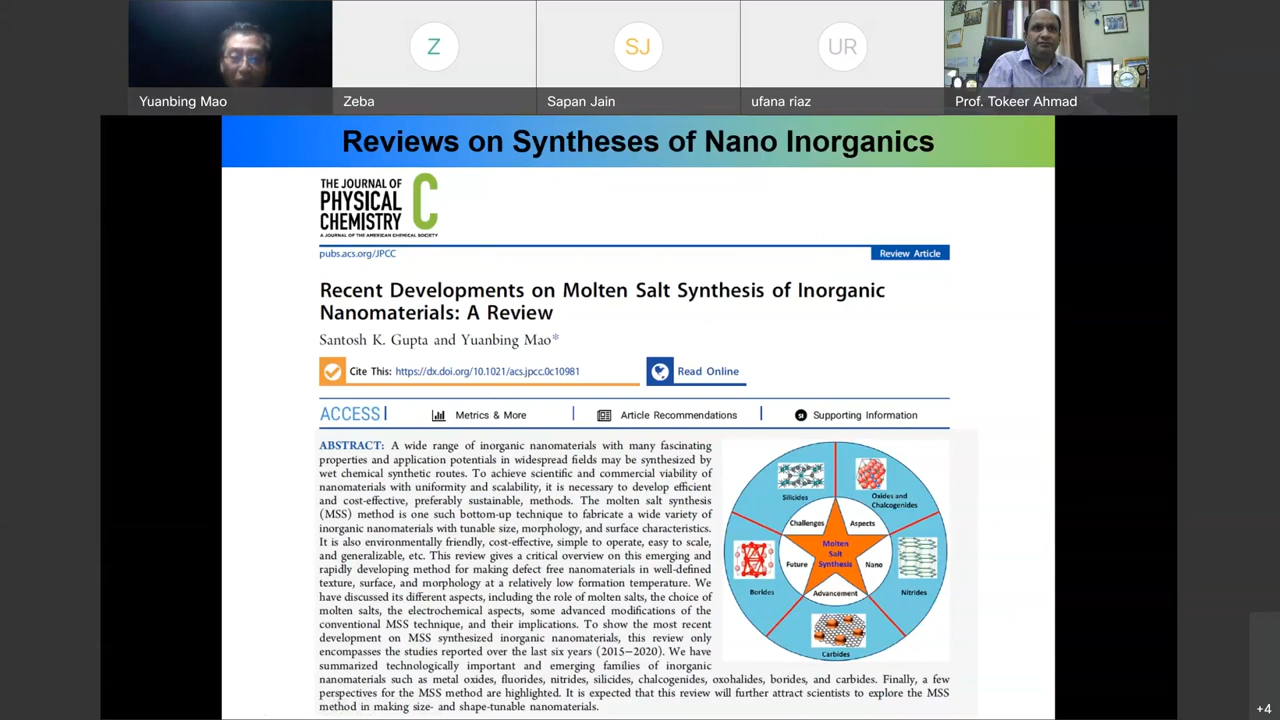 Z
SJ
UR
Yuanbing Mao
Zeba
Sapan Jain
ufana riaz
Prof. Tokeer Ahmad
Reviews on Syntheses of Nano Inorganics
THE JOURNAL OF
PHYSICAL
CHEMISTRY
C
A JOURNAL OF THE AMERICAN CHEMICAL SOCIETY
pubs.acs.org/JPCC
Review Article
Recent Developments on Molten Salt Synthesis of Inorganic
Nanomaterials: A Review
Santosh K. Gupta and Yuanbing Mao*
Cite This: https://dx.doi.org/10.1021/acs.jpcc.0c10981
Read Online
ACCESS
Metrics & More
Article Recommendations
SI
Supporting Information
ABSTRACT: A wide range of inorganic nanomaterials with many fascinating
properties and application potentials in widespread fields may be synthesized by
wet chemical synthetic routes. To achieve scientific and commercial viability of
nanomaterials with uniformity and scalability, it is necessary to develop efficient
and cost-effective, preferably sustainable, methods. The molten salt synthesis
(MSS) method is one such bottom-up technique to fabricate a wide variety of
inorganic nanomaterials with tunable size, morphology, and surface characteristics.
It is also environmentally friendly, cost-effective, simple to operate, easy to scale,
and generalizable, etc. This review gives a critical overview on this emerging and
rapidly developing method for making defect free nanomaterials in well-defined
texture, surface, and morphology at a relatively low formation temperature. We
have discussed its different aspects, including the role of molten salts, the choice of
molten salts, the electrochemical aspects, some advanced modifications of the
conventional MSS technique, and their implications. To show the most recent
development on MSS synthesized inorganic nanomaterials, this review only
encompasses the studies reported over the last six years (2015−2020). We have
summarized technologically important and emerging families of inorganic
nanomaterials such as metal oxides, fluorides, nitrides, silicides, chalcogenides, oxohalides, borides, and carbides. Finally, a few
perspectives for the MSS method are highlighted. It is expected that this review will further attract scientists to explore the MSS
method in making size- and shape-tunable nanomaterials.
Silicides
Oxides and
Chalcogenides
Challenges
Aspects
Molten
Salt
Synthesis
Future
Nano
Borides
Nitrides
Advancement
Carbides
+4